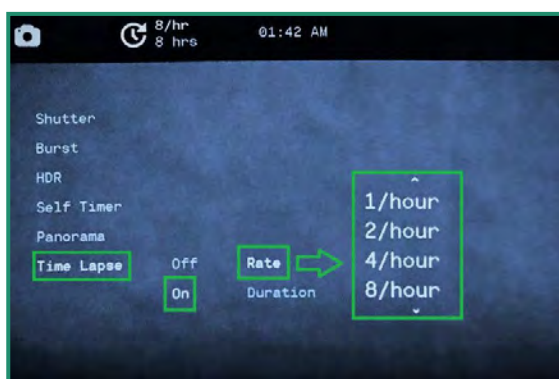 8/hr
8 hrs
01:42 AM
Shutter
Burst
HDR
Self Timer
Panorama
Time Lapse
Off
On
Rate
Duration
1/hour
2/hour
4/hour
8/hour